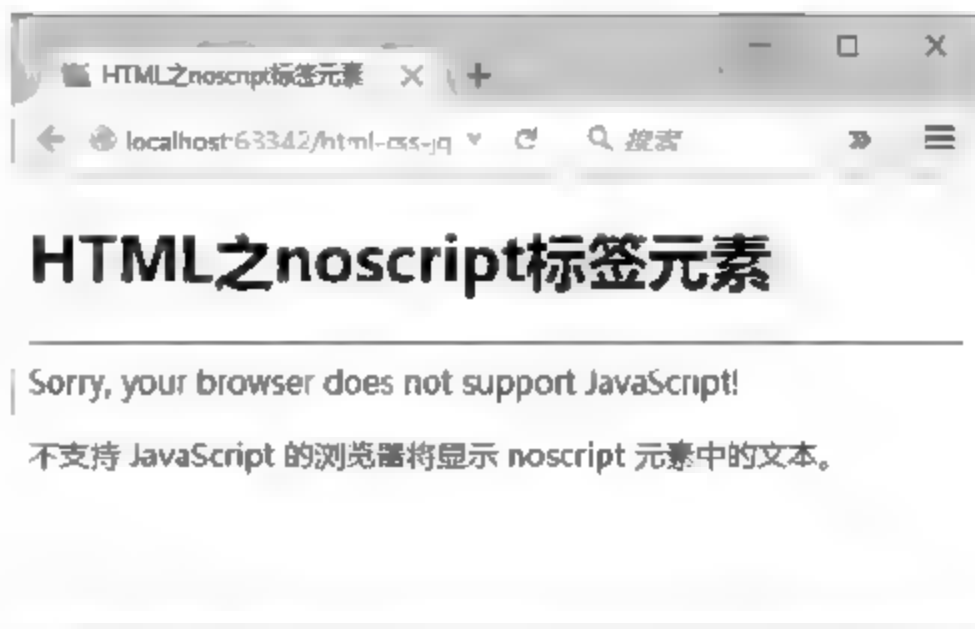 HTML之noscript标签元素
localhost:63342/html-css-jq
搜索
HTML之noscript标签元素
Sorry, your browser does not support JavaScript!
不支持 JavaScript 的浏览器将显示 noscript 元素中的文本。